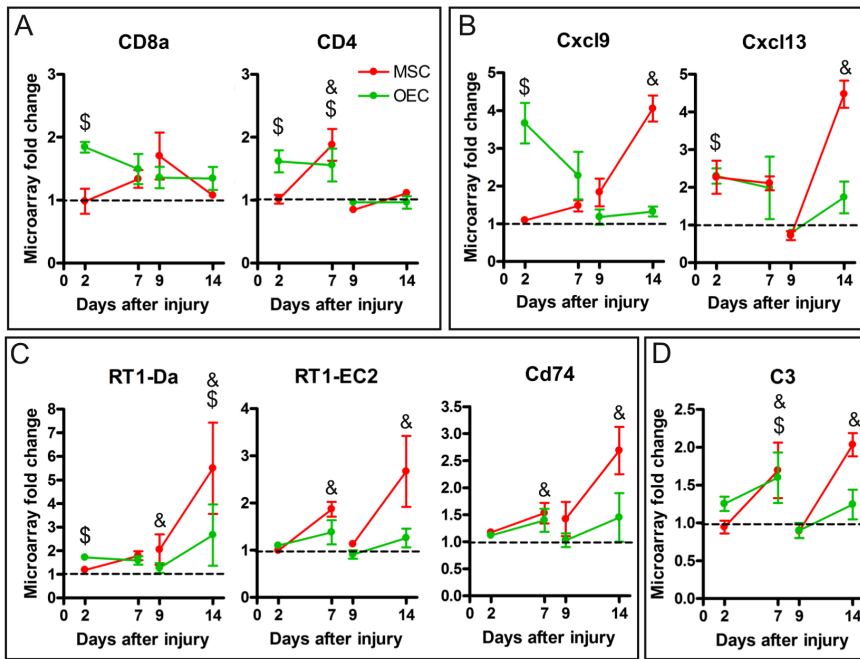 A
CD8a
CD4
MSC
OEC
Microarray fold change
3
2
1
0
$
0 2 7 9 14
Days after injury
3
2
1
0
$
&
$
0 2 7 9 14
Days after injury
B
Cxcl9
Cxcl13
Microarray fold change
5
4
3
2
1
0
$
&
0 2 7 9 14
Days after injury
5
4
3
2
1
0
$
&
0 2 7 9 14
Days after injury
C
RT1-Da
RT1-EC2
Cd74
Microarray fold change
8
7
6
5
4
3
2
1
0
$
&
&
$
0 2 7 9 14
Days after injury
4
3
2
1
0
&
&
0 2 7 9 14
Days after injury
3.5
3.0
2.5
2.0
1.5
1.0
0.5
0.0
&
&
0 2 7 9 14
Days after injury
D
C3
Microarray fold change
2.5
2.0
1.5
1.0
0.5
0.0
&
$
&
0 2 7 9 14
Days after injury